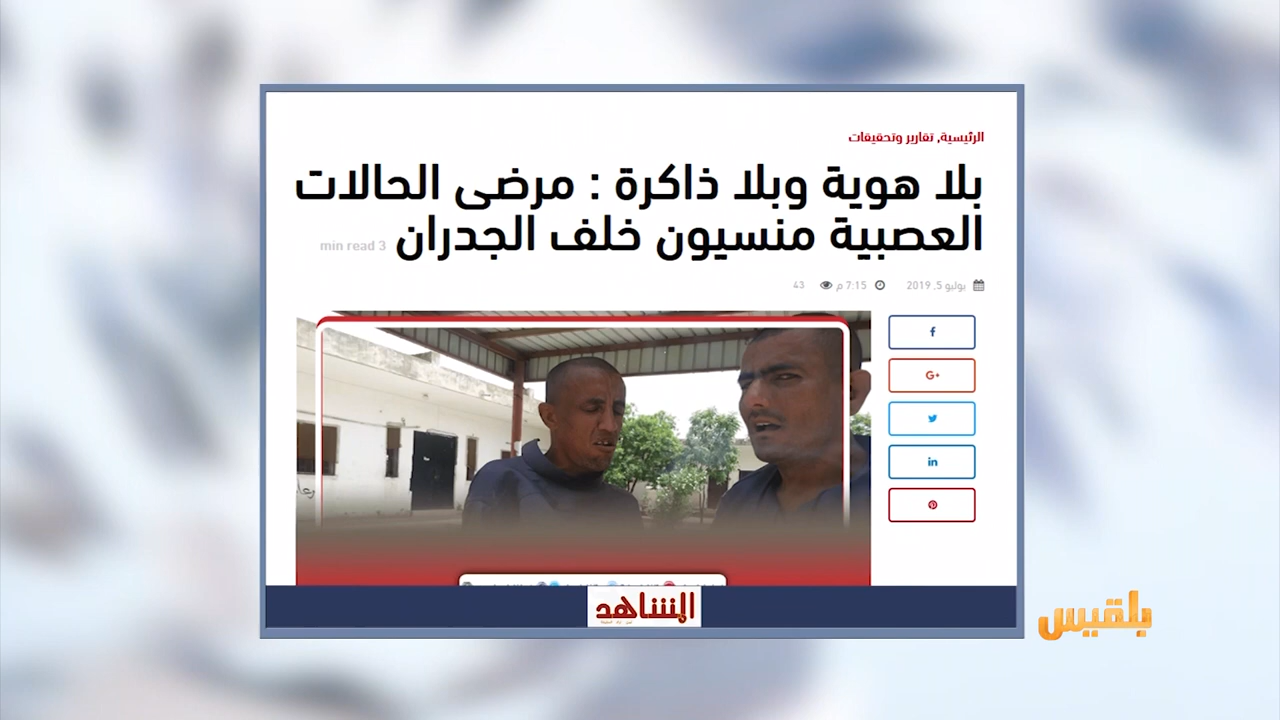 الرئيسية, تقارير وتحقيقات
بلا هوية وبلا ذاكرة : مرضى الحالات
العصبية منسيون خلف الجدران 3 min read
يوليو 5, 2019 7:15 م 43
f
G+
in
المشاهد
بلقيس